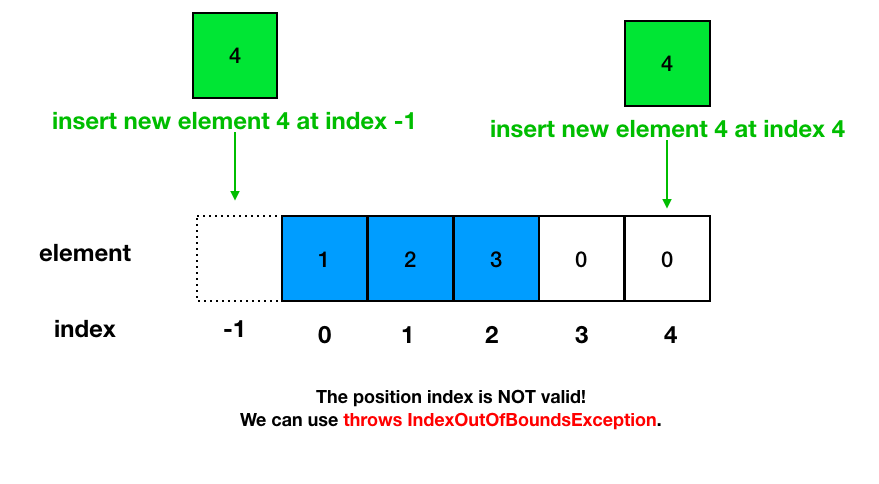 4
4
insert new element 4 at index -1
insert new element 4 at index 4
element
1 2 3 0 0
index
-1 0 1 2 3 4
The position index is NOT valid!
We can use throws IndexOutOfBoundsException.